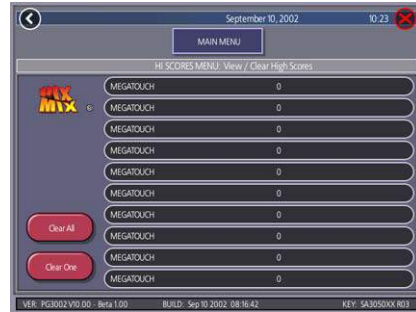 September 10, 2002 10:23
MAIN MENU
HI SCORES MENU: View / Clear High Scores
PIX
MIX ®
MEGATOUCH 0
MEGATOUCH 0
MEGATOUCH 0
MEGATOUCH 0
MEGATOUCH 0
MEGATOUCH 0
MEGATOUCH 0
MEGATOUCH 0
MEGATOUCH 0
MEGATOUCH 0
Clear All
Clear One
VER: PG3002 V10.00 - Beta 1.00 BUILD: Sep 10 2002 08:16:42 KEY: SA3050XX R03